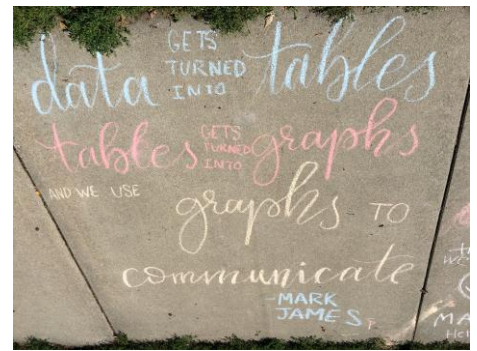 data GETS TURNED INTO tables
tables GETS TURNED INTO graphs
AND WE USE
graphs TO
communicate
-MARK
JAMES